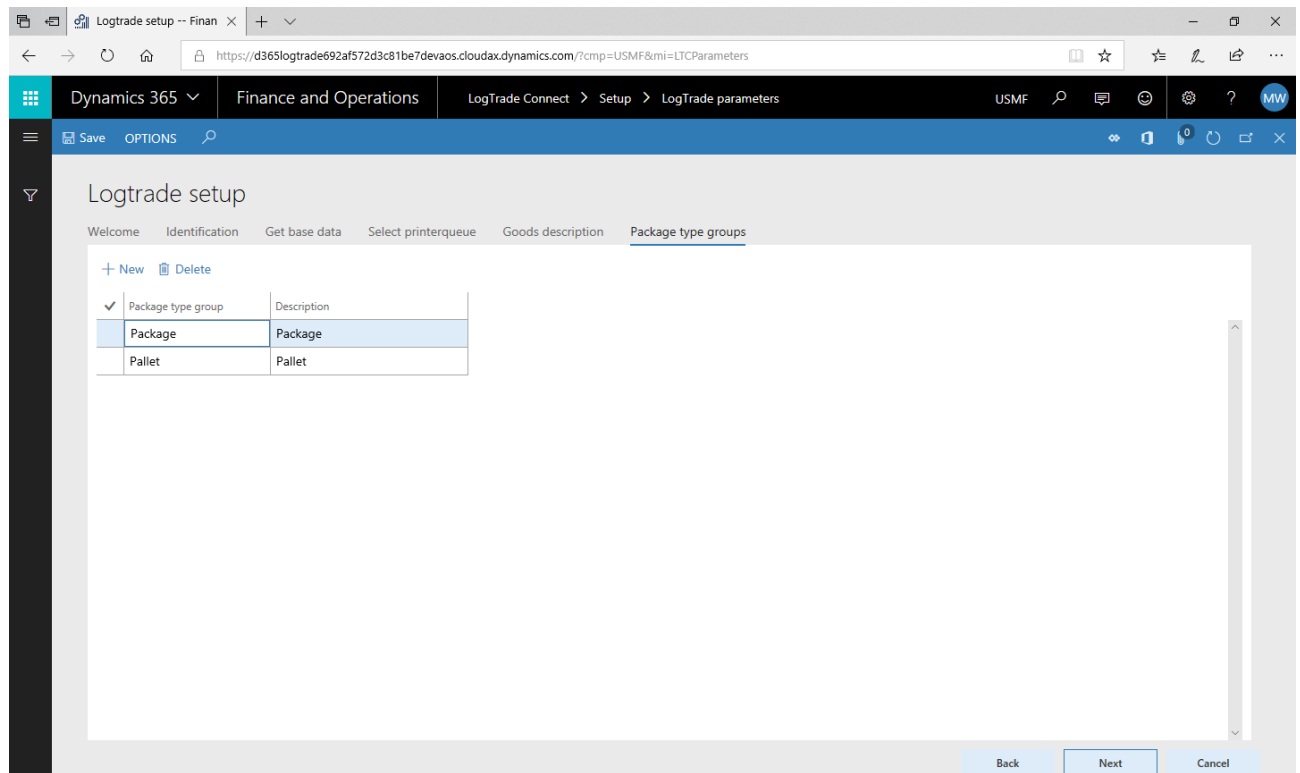 Logtrade setup -- Finan
https://d365logtrade692af572d3c81be7devaos.cloudax.dynamics.com/?cmp=USMF&mi=LTCParameters
Dynamics 365 Finance and Operations LogTrade Connect > Setup > LogTrade parameters USMF ? MW
Save OPTIONS 0
Logtrade setup
Welcome Identification Get base data Select printerqueue Goods description Package type groups
New Delete
Package type group Description
Package Package
Pallet Pallet
Back Next Cancel